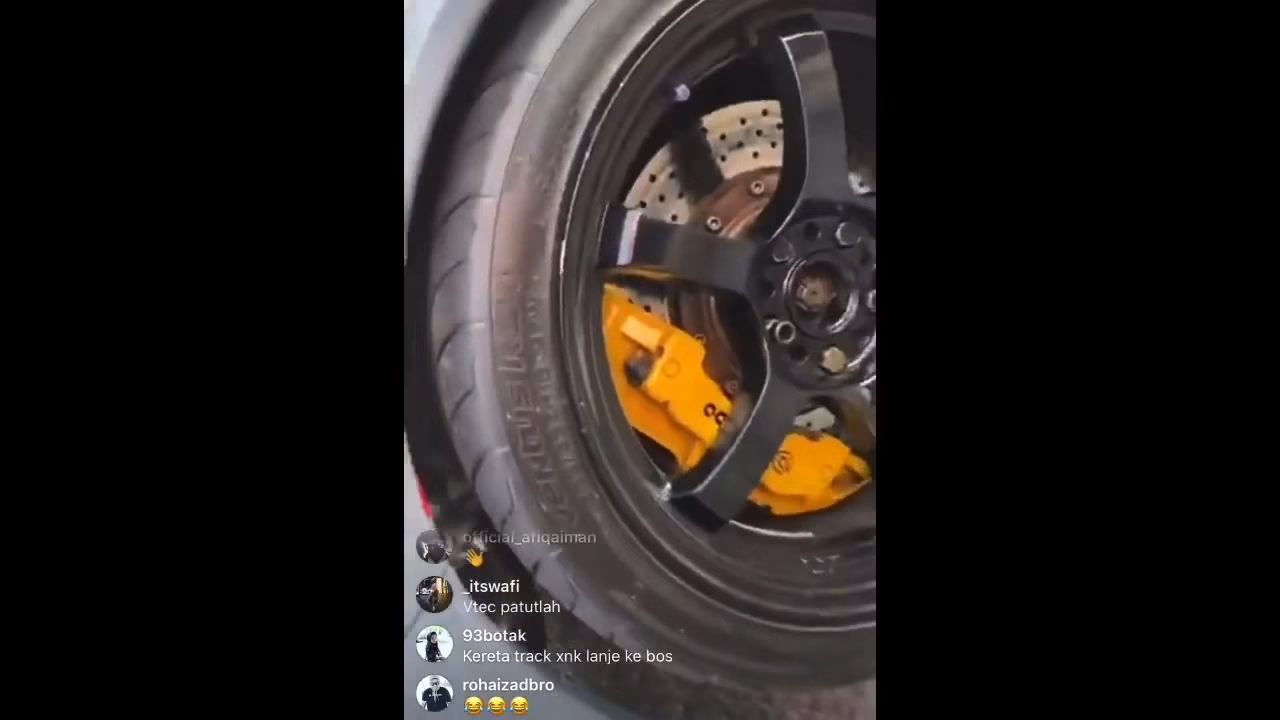 official_afiqaiman
👋
_itswafi
Vtec patutlah
93botak
Kereta track xnk lanje ke bos
rohaizadbro
😂😂😂